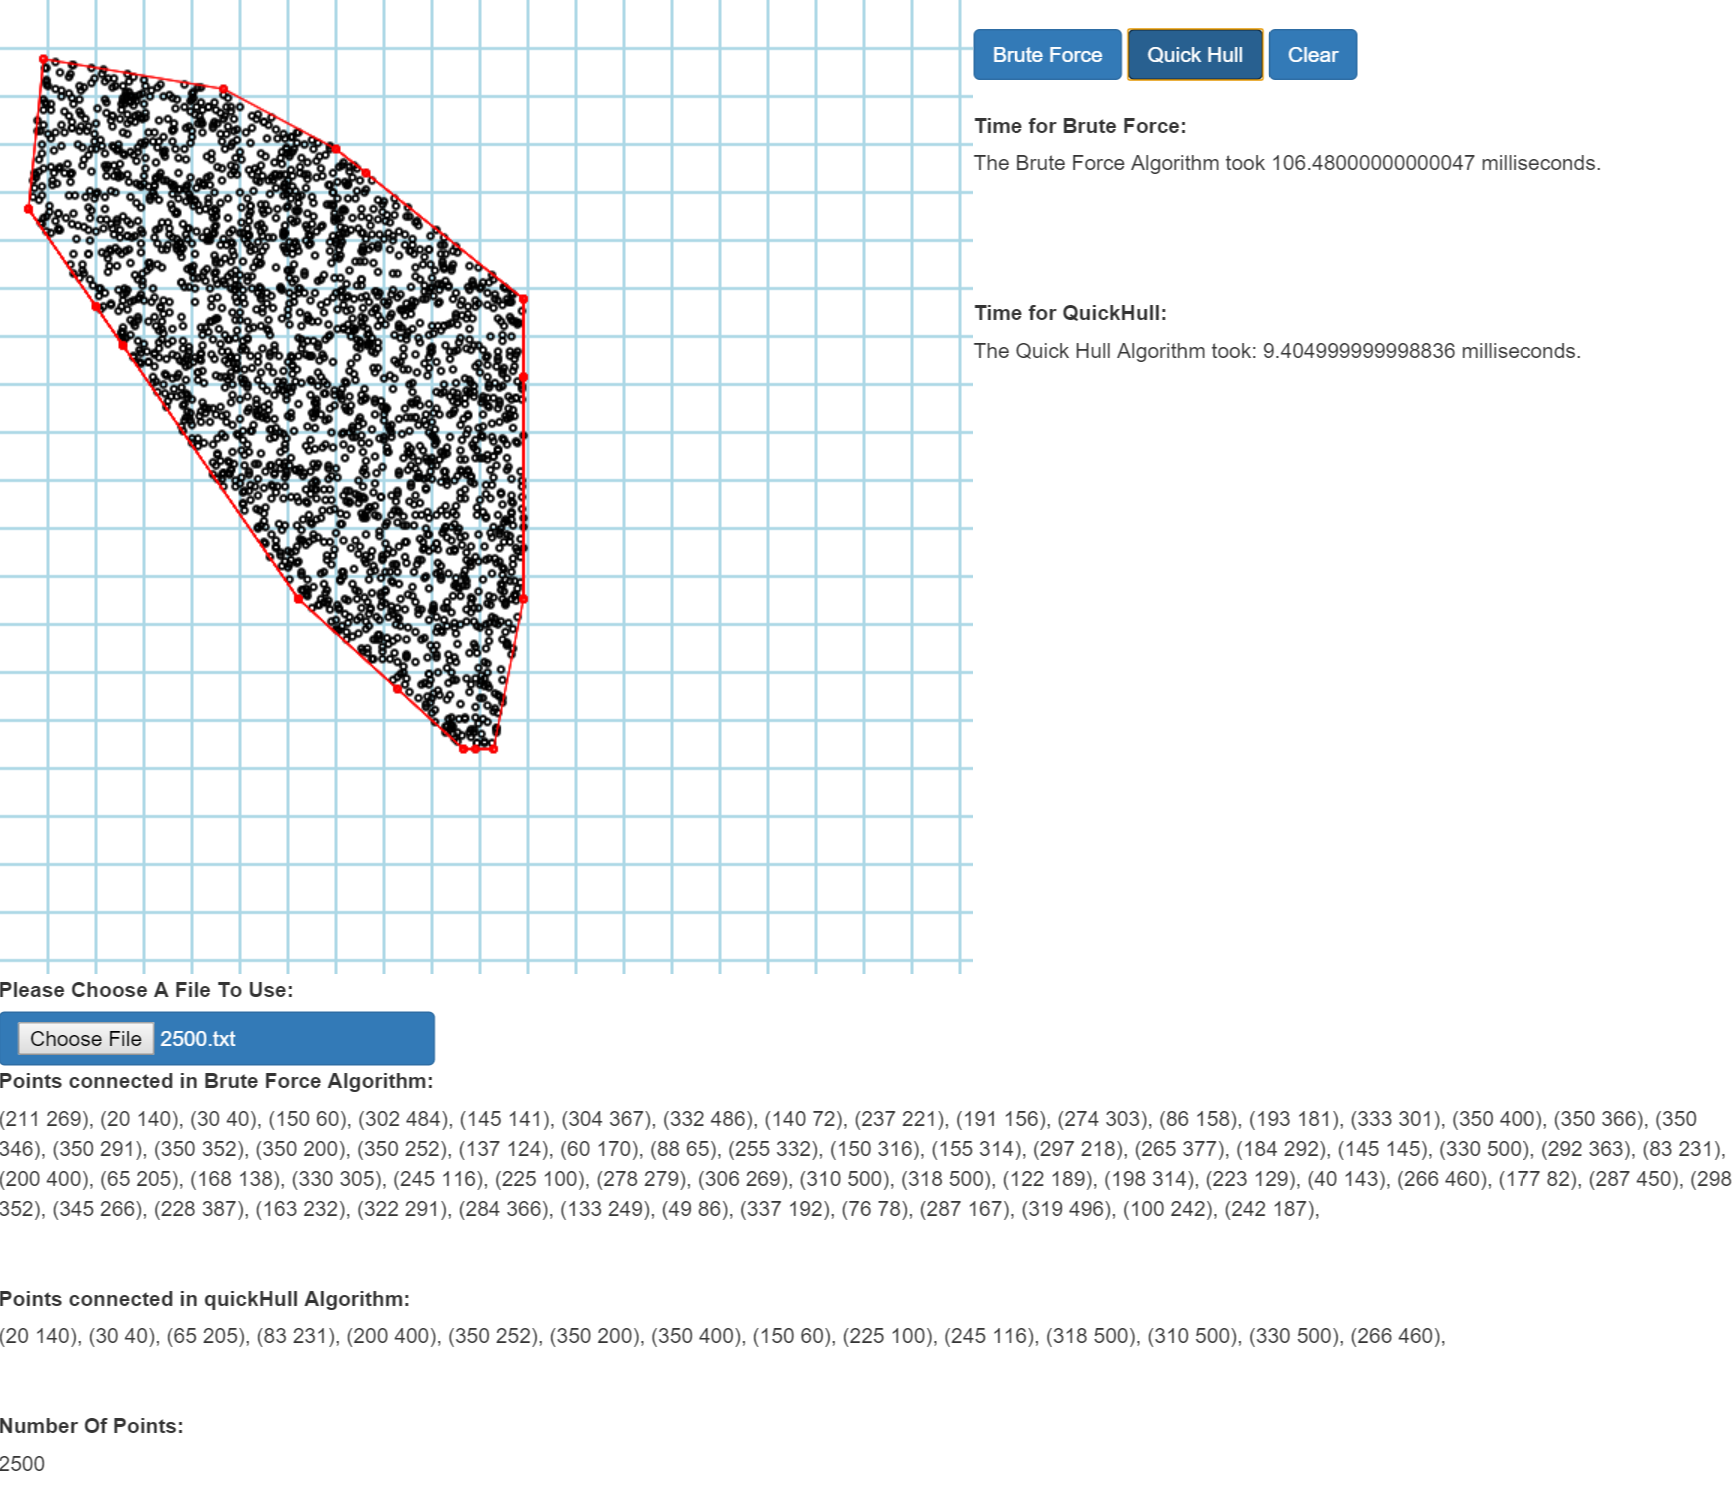 Brute Force
Quick Hull
Clear
Time for Brute Force:
The Brute Force Algorithm took 106.48000000000047 milliseconds.
Time for QuickHull:
The Quick Hull Algorithm took: 9.404999999998836 milliseconds.
Please Choose A File To Use:
Choose File 2500.txt
Points connected in Brute Force Algorithm:
(211 269), (20 140), (30 40), (150 60), (302 484), (145 141), (304 367), (332 486), (140 72), (237 221), (191 156), (274 303), (86 158), (193 181), (333 301), (350 400), (350 366), (350
346), (350 291), (350 352), (350 200), (350 252), (137 124), (60 170), (88 65), (255 332), (150 316), (155 314), (297 218), (265 377), (184 292), (145 145), (330 500), (292 363), (83 231),
(200 400), (65 205), (168 138), (330 305), (245 116), (225 100), (278 279), (306 269), (310 500), (318 500), (122 189), (198 314), (223 129), (40 143), (266 460), (177 82), (287 450), (298
352), (345 266), (228 387), (163 232), (322 291), (284 366), (133 249), (49 86), (337 192), (76 78), (287 167), (319 496), (100 242), (242 187),
Points connected in quickHull Algorithm:
(20 140), (30 40), (65 205), (83 231), (200 400), (350 252), (350 200), (350 400), (150 60), (225 100), (245 116), (318 500), (310 500), (330 500), (266 460),
Number Of Points:
2500